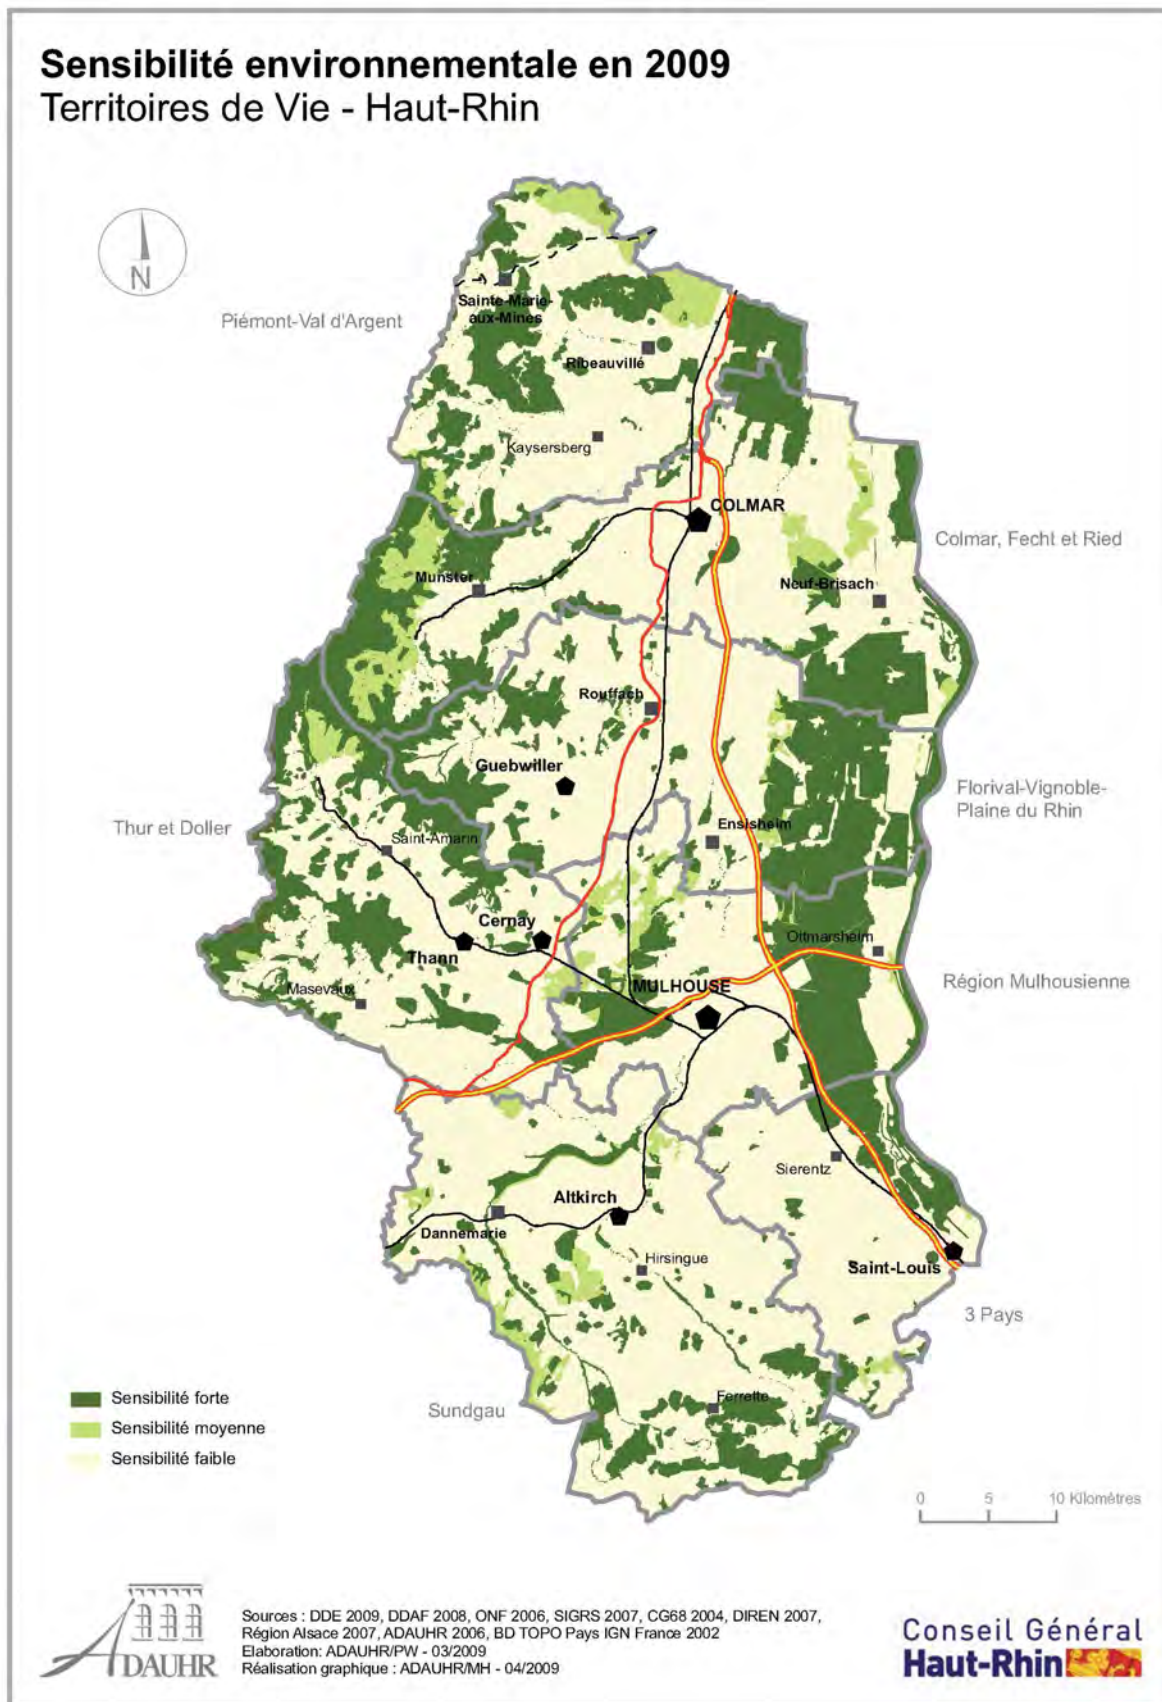 Sensibilité environnementale en 2009
Territoires de Vie - Haut-Rhin
N
Piémont-Val d'Argent
Sainte-Marie-
aux-Mines
Ribeauvillé
Kaysersberg
COLMAR
Colmar, Fecht et Ried
Munster
Neuf-Brisach
Rouffach
Guebwiller
Florival-Vignoble-
Plaine du Rhin
Thur et Doller
Saint-Amarin
Ensisheim
Cernay
Thann
Ottmarsheim
Masevaux
MULHOUSE
Région Mulhousienne
Sierentz
Altkirch
Dannemarie
Hirsingue
Saint-Louis
3 Pays
Ferrette
Sundgau
Sensibilité forte
Sensibilité moyenne
Sensibilité faible
0 5 10 Kilomètres
ADAUHR
Sources : DDE 2009, DDAF 2008, ONF 2006, SIGRS 2007, CG68 2004, DIREN 2007,
Région Alsace 2007, ADAUHR 2006, BD TOPO Pays IGN France 2002
Elaboration: ADAUHR/PW - 03/2009
Réalisation graphique : ADAUHR/MH - 04/2009
Conseil Général
Haut-Rhin